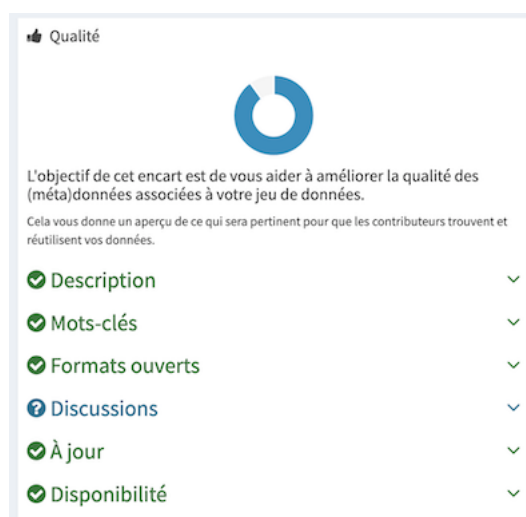 Qualité
L'objectif de cet encart est de vous aider à améliorer la qualité des
(méta)données associées à votre jeu de données.
Cela vous donne un aperçu de ce qui sera pertinent pour que les contributeurs trouvent et
réutilisent vos données.
Description
Mots-clés
Formats ouverts
Discussions
À jour
Disponibilité